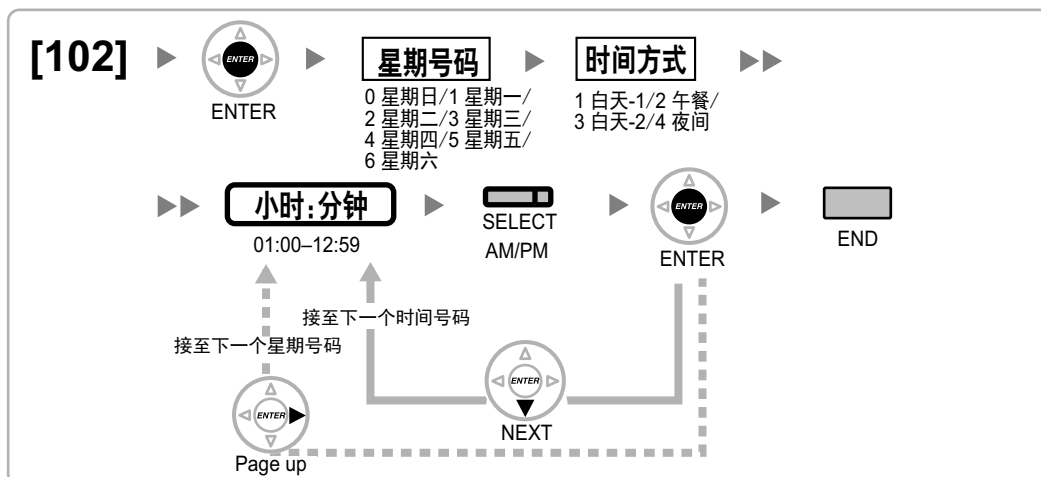 [102]
ENTER
ENTER
星期号码
0 星期日/1 星期一/
2 星期二/3 星期三/
4 星期四/5 星期五/
6 星期六
时间方式
1 白天-1/2 午餐/
3 白天-2/4 夜间
小时:分钟
01:00–12:59
SELECT
AM/PM
ENTER
ENTER
END
接至下一个时间号码
接至下一个星期号码
ENTER
NEXT
ENTER
Page up